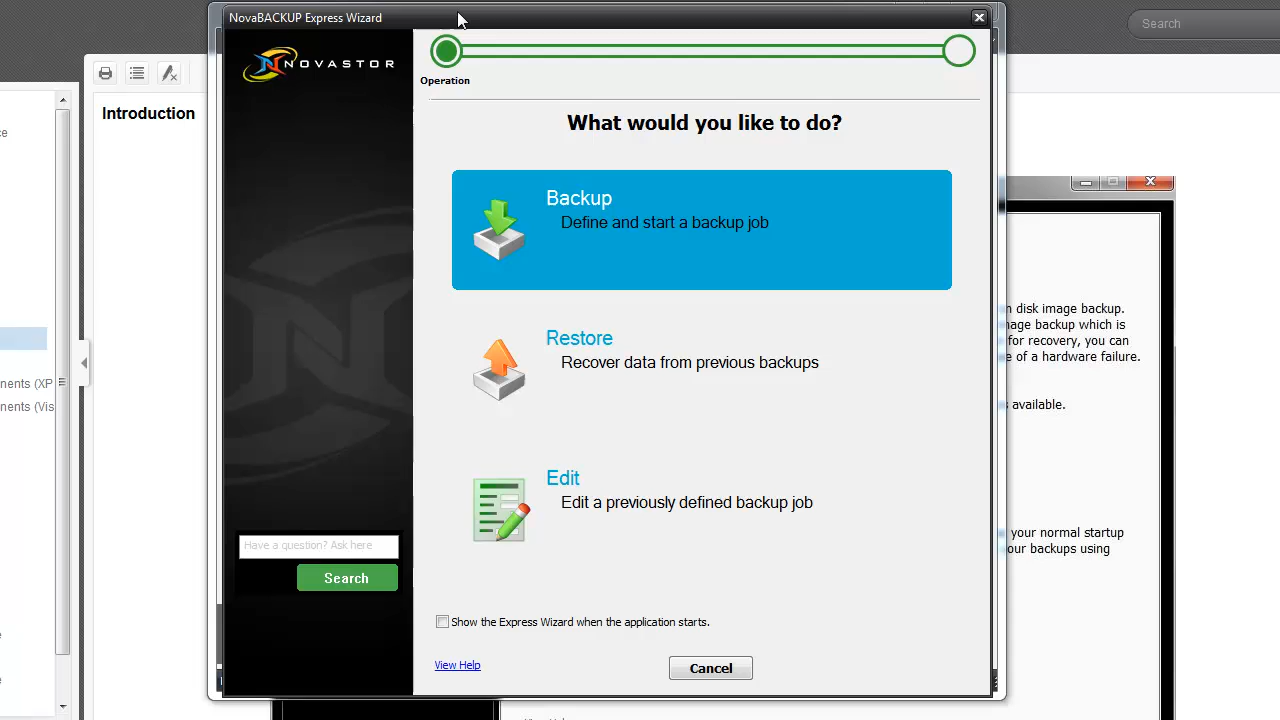 NovaBACKUP Express Wizard
Search
NOVASTOR
Operation
Introduction
What would you like to do?
Backup
Define and start a backup job
Restore
Recover data from previous backups
Edit
Edit a previously defined backup job
Have a question? Ask here
Search
Show the Express Wizard when the application starts.
View Help
Cancel
ce
nents (XP
nents (Vis
e
e
n disk image backup.
nage backup which is
for recovery, you can
e of a hardware failure.
s available.
your normal startup
our backups using